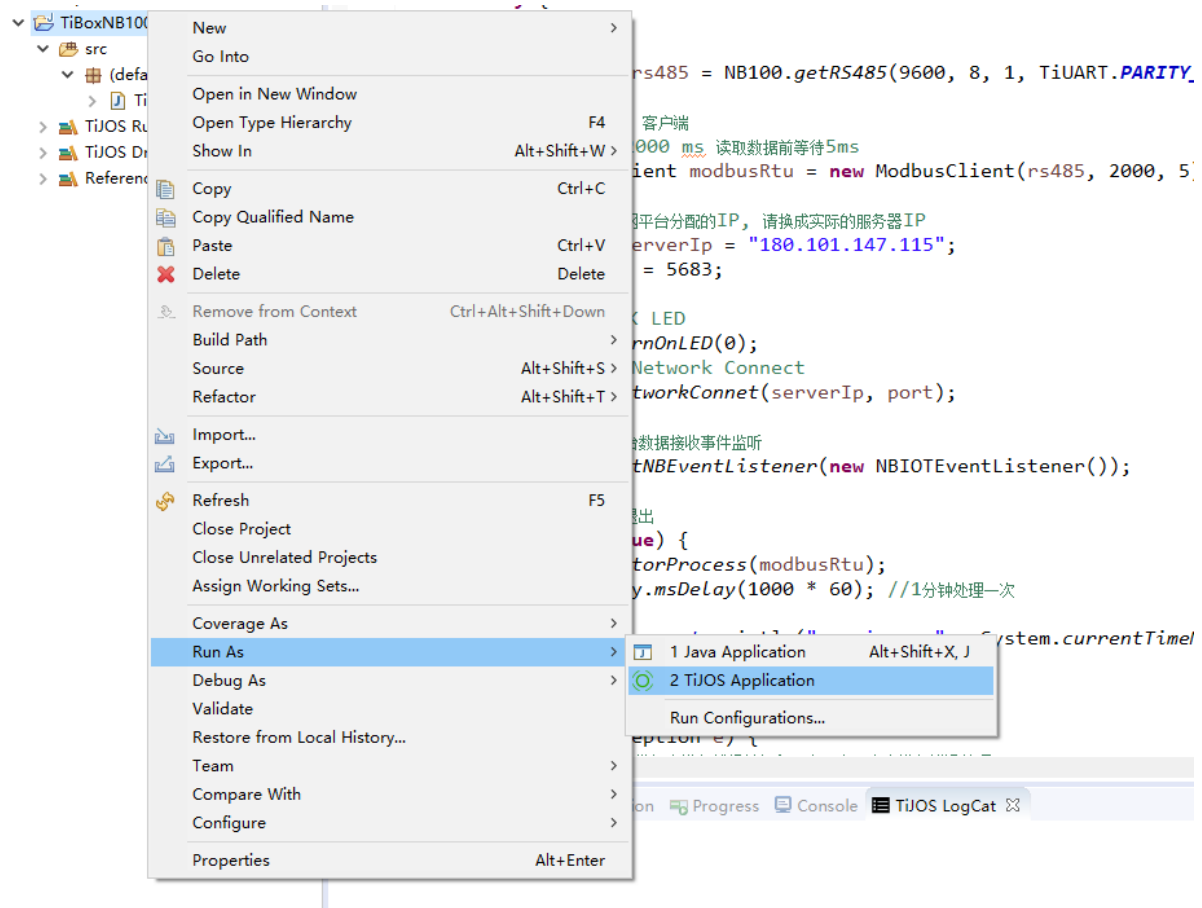 TiBoxNB100
src
(defa
Ti
TiJOS Ru
TiJOS Dr
Referenc
New
Go Into
Open in New Window
Open Type Hierarchy F4
Show In Alt+Shift+W >
Copy Ctrl+C
Copy Qualified Name
Paste Ctrl+V
Delete Delete
Remove from Context Ctrl+Alt+Shift+Down
Build Path >
Source Alt+Shift+S >
Refactor Alt+Shift+T >
Import...
Export...
Refresh F5
Close Project
Close Unrelated Projects
Assign Working Sets...
Coverage As >
Run As >
Debug As >
Validate
Restore from Local History...
Team >
Compare With >
Configure >
Properties Alt+Enter
1 Java Application Alt+Shift+X, J
2 TiJOS Application
Run Configurations...
rs485 = NB100.getRS485(9600, 8, 1, TiUART.PARITY_
客户端
000 ms 读取数据前等待5ms
ient modbusRtu = new ModbusClient(rs485, 2000, 5)
平台分配的IP, 请换成实际的服务器IP
erverIp = "180.101.147.115";
= 5683;
LED
rnOnLED(0);
Network Connect
tworkConnet(serverIp, port);
数据接收事件监听
tNBEventListener(new NBIOTEventListener());
出
ue) {
torProcess(modbusRtu);
y.msDelay(1000 * 60); //1分钟处理一次
System.currentTimeM
eption e) {
on
Progress
Console
TiJOS LogCat